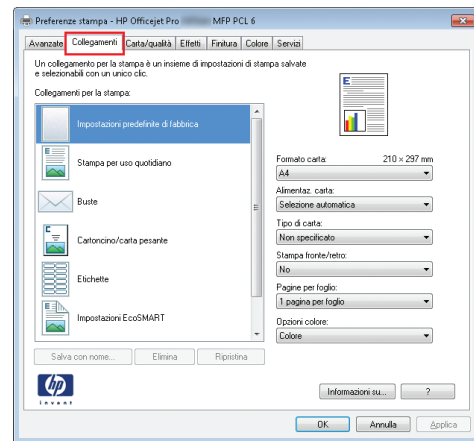 Preferenze stampa - HP Officejet Pro MFP PCL 6
Avanzate Collegamenti Carta/qualità Effetti Finitura Colore Servizi
Un collegamento per la stampa è un insieme di impostazioni di stampa salvate
e selezionabili con un unico clic.
Collegamenti per la stampa:
Impostazioni predefinite di fabbrica
Stampa per uso quotidiano
Buste
Cartoncino/carta pesante
Etichette
Impostazioni EcoSMART
Salva con nome... Elimina Ripristina
Formato carta: 210 × 297 mm
A4
Alimentaz. carta:
Selezione automatica
Tipo di carta:
Non specificato
Stampa fronte/retro:
No
Pagine per foglio:
1 pagina per foglio
Opzioni colore:
Colore
hp
invent
Informazioni su... ?
OK Annulla Applica